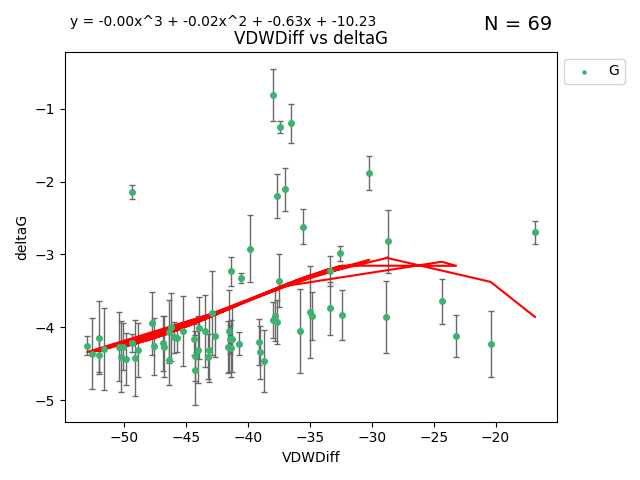 y = -0.00x^3 + -0.02x^2 + -0.63x + -10.23
N = 69
VDWDiff vs deltaG
G
−1
−2
−3
−4
−5
deltaG
−50
−45
−40
−35
−30
−25
−20
VDWDiff